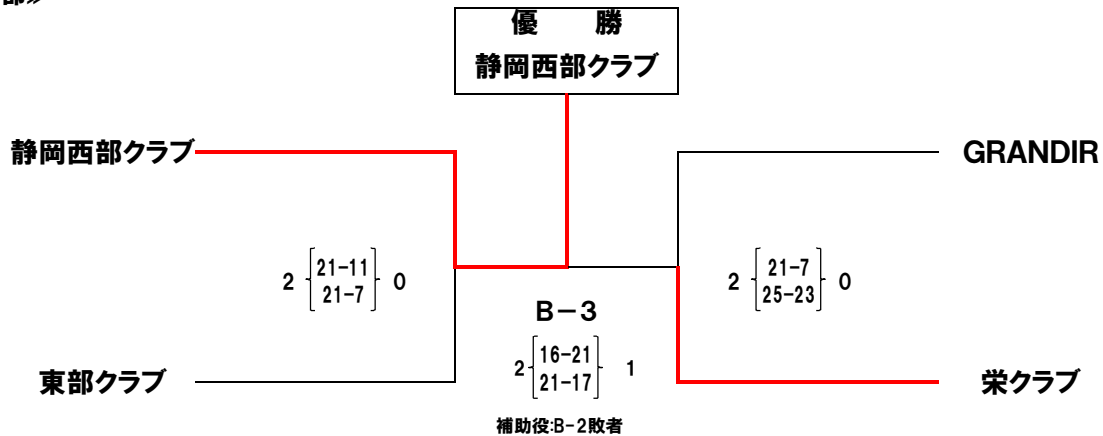 部》
優　勝
静岡西部クラブ
静岡西部クラブ
GRANDIR
2 21-11 0
21-7
2 21-7 0
25-23
B－3
2 16-21 1
21-17
東部クラブ
栄クラブ
補助役:B-2敗者